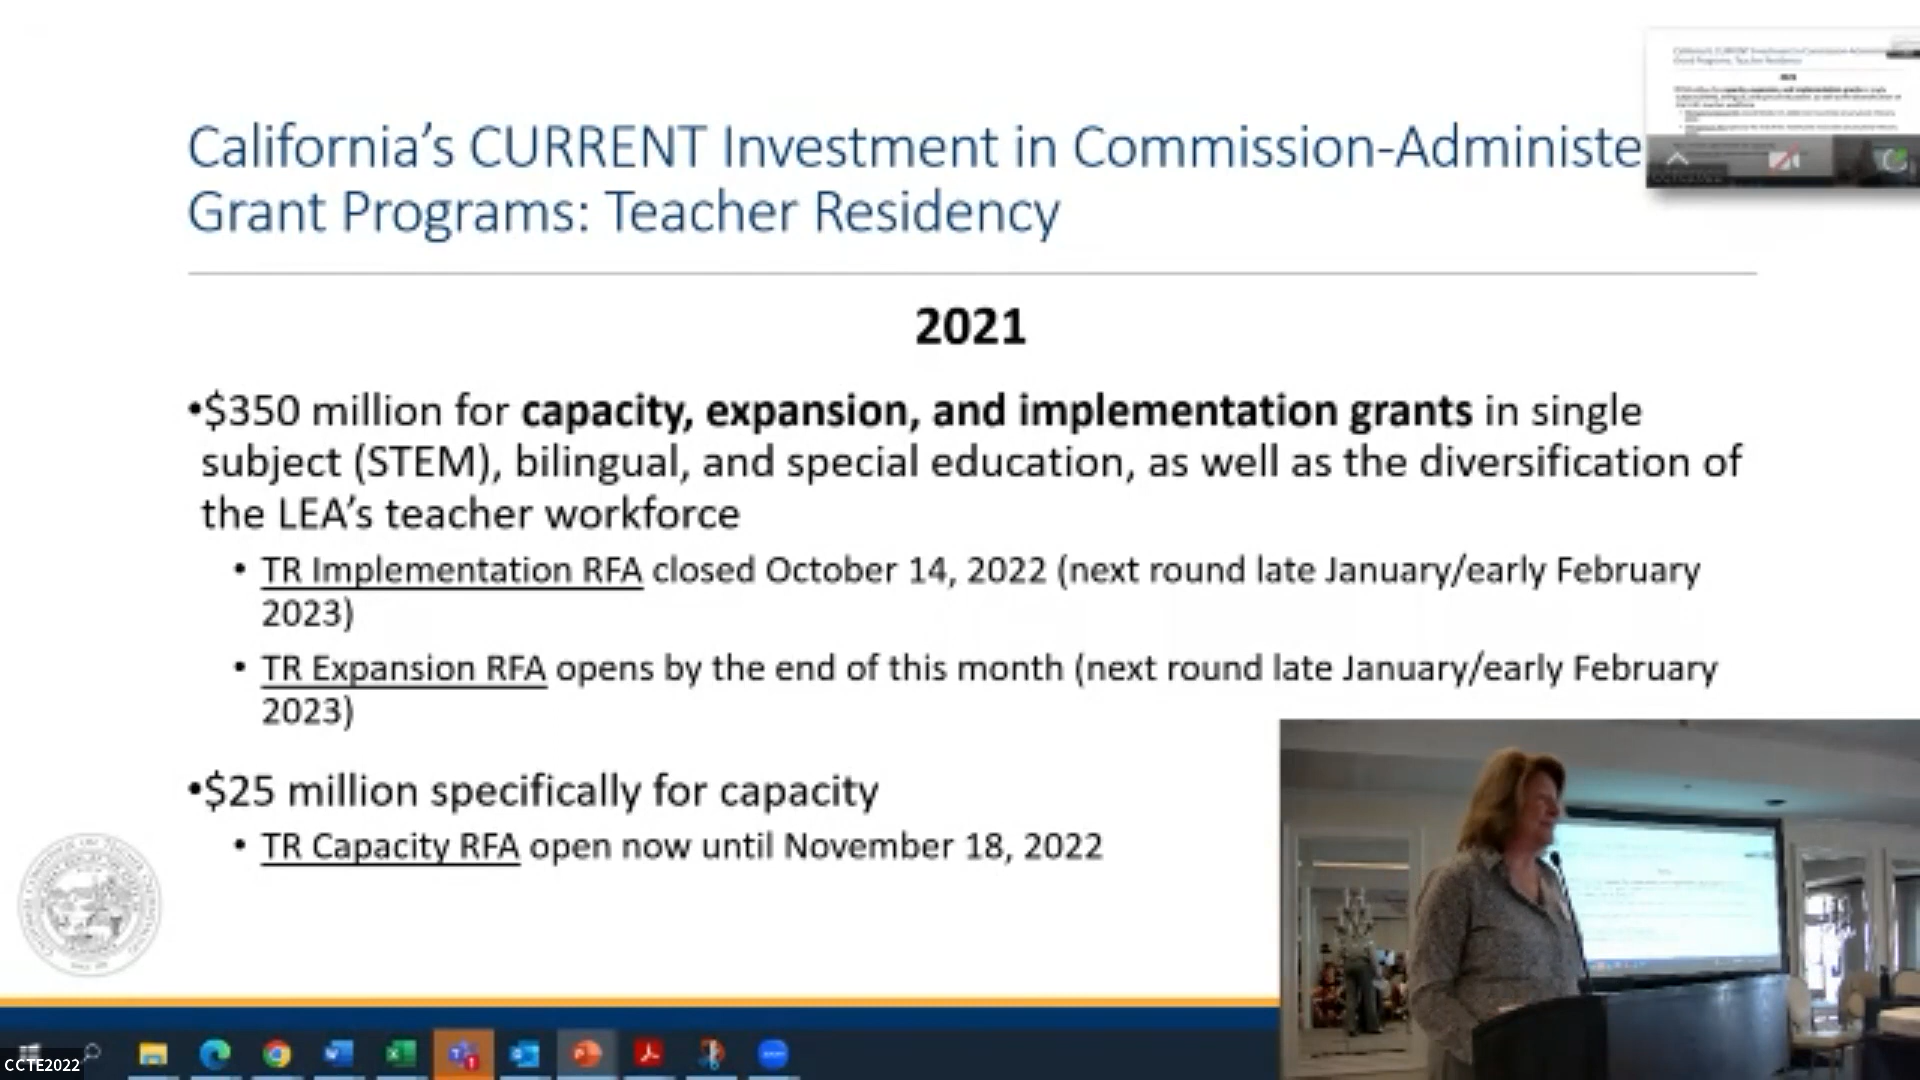 California’s CURRENT Investment in Commission-Administe
Grant Programs: Teacher Residency
2021
•$350 million for capacity, expansion, and implementation grants in single
subject (STEM), bilingual, and special education, as well as the diversification of
the LEA’s teacher workforce
• TR Implementation RFA closed October 14, 2022 (next round late January/early February
2023)
• TR Expansion RFA opens by the end of this month (next round late January/early February
2023)
•$25 million specifically for capacity
• TR Capacity RFA open now until November 18, 2022
CCTE2022